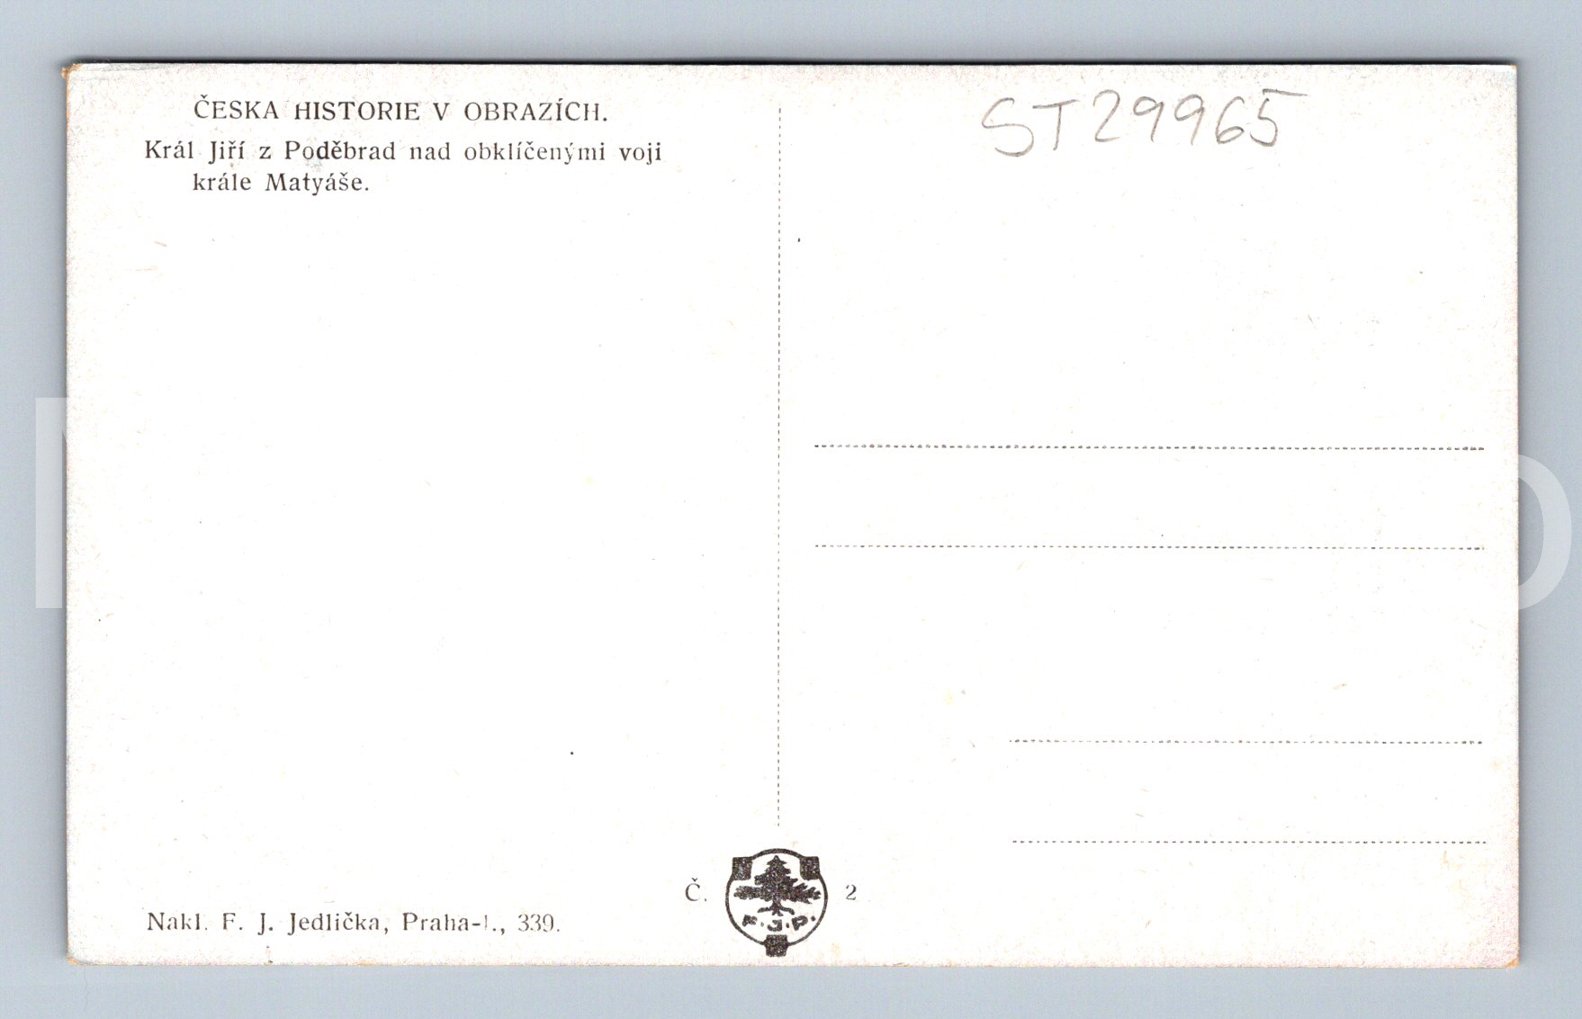 ČESKA HISTORIE V OBRAZÍCH.
Král Jiří z Poděbrad nad obklíčenými voji
krále Matyáše.
ST29965
Č. 2
F.J.P.
Nakl. F. J. Jedlička, Praha-I., 339.